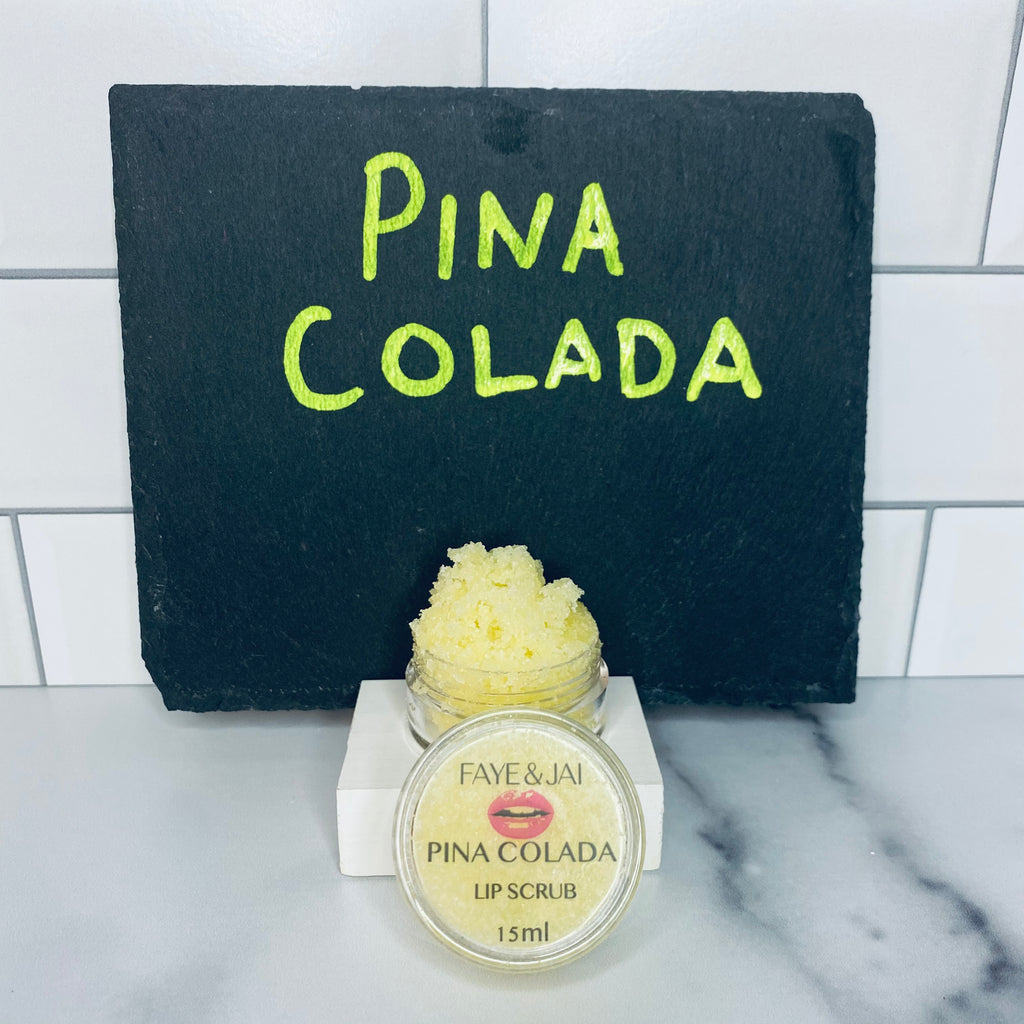 PINA
COLADA
FAYE & JAI
PINA COLADA
LIP SCRUB
15ml